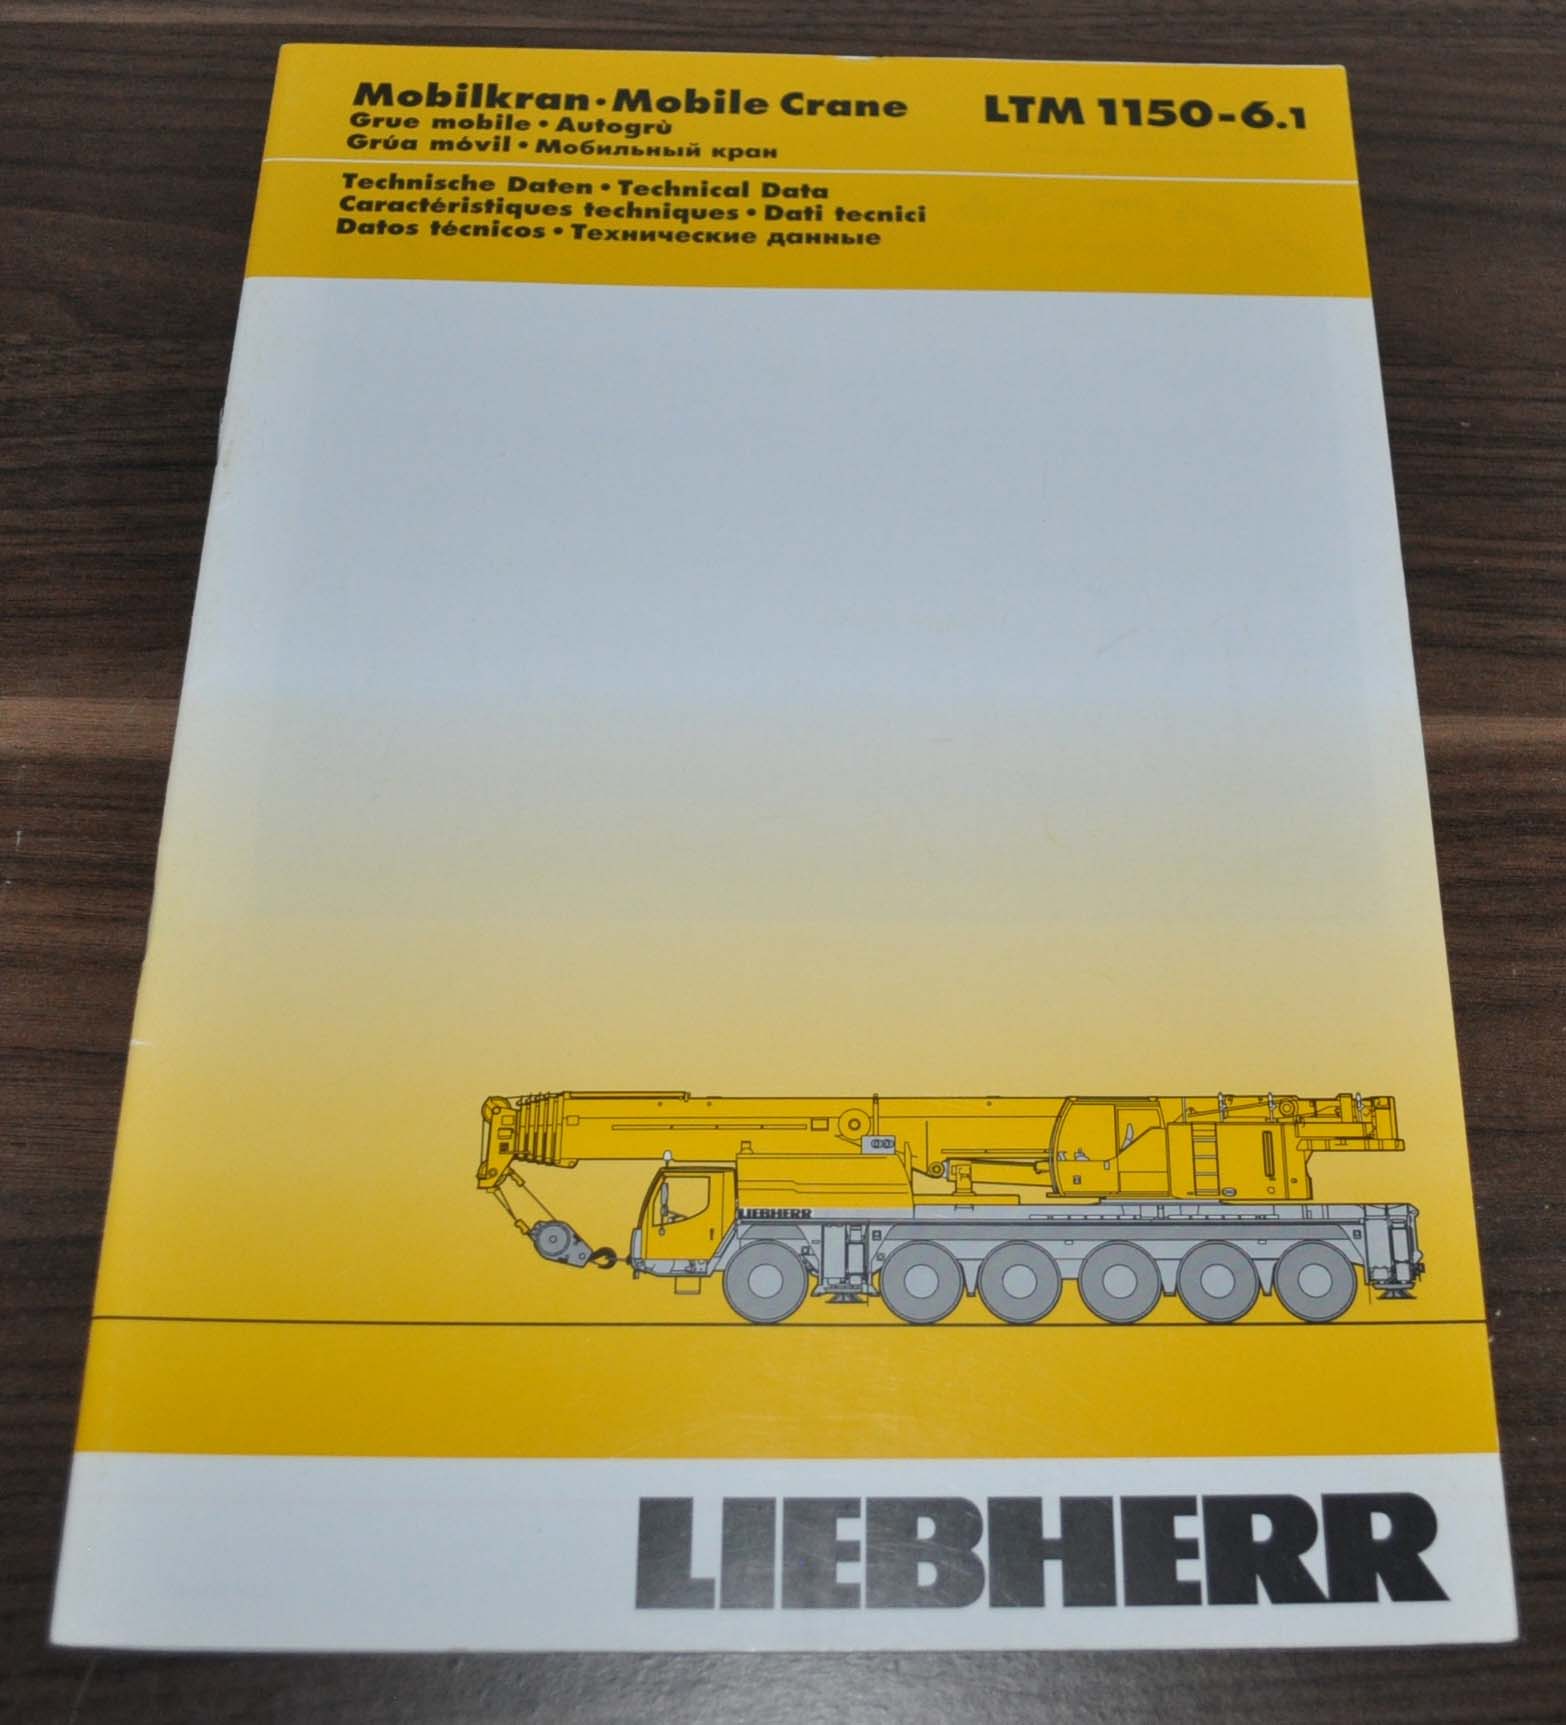 Mobilkran • Mobile Crane LTM 1150-6.1
Grue mobile • Autogrù
Grúa móvil • Мобильный кран
Technische Daten • Technical Data
Caractéristiques techniques • Dati tecnici
Datos técnicos • Технические данные
LIEBHERR
LIEBHERR